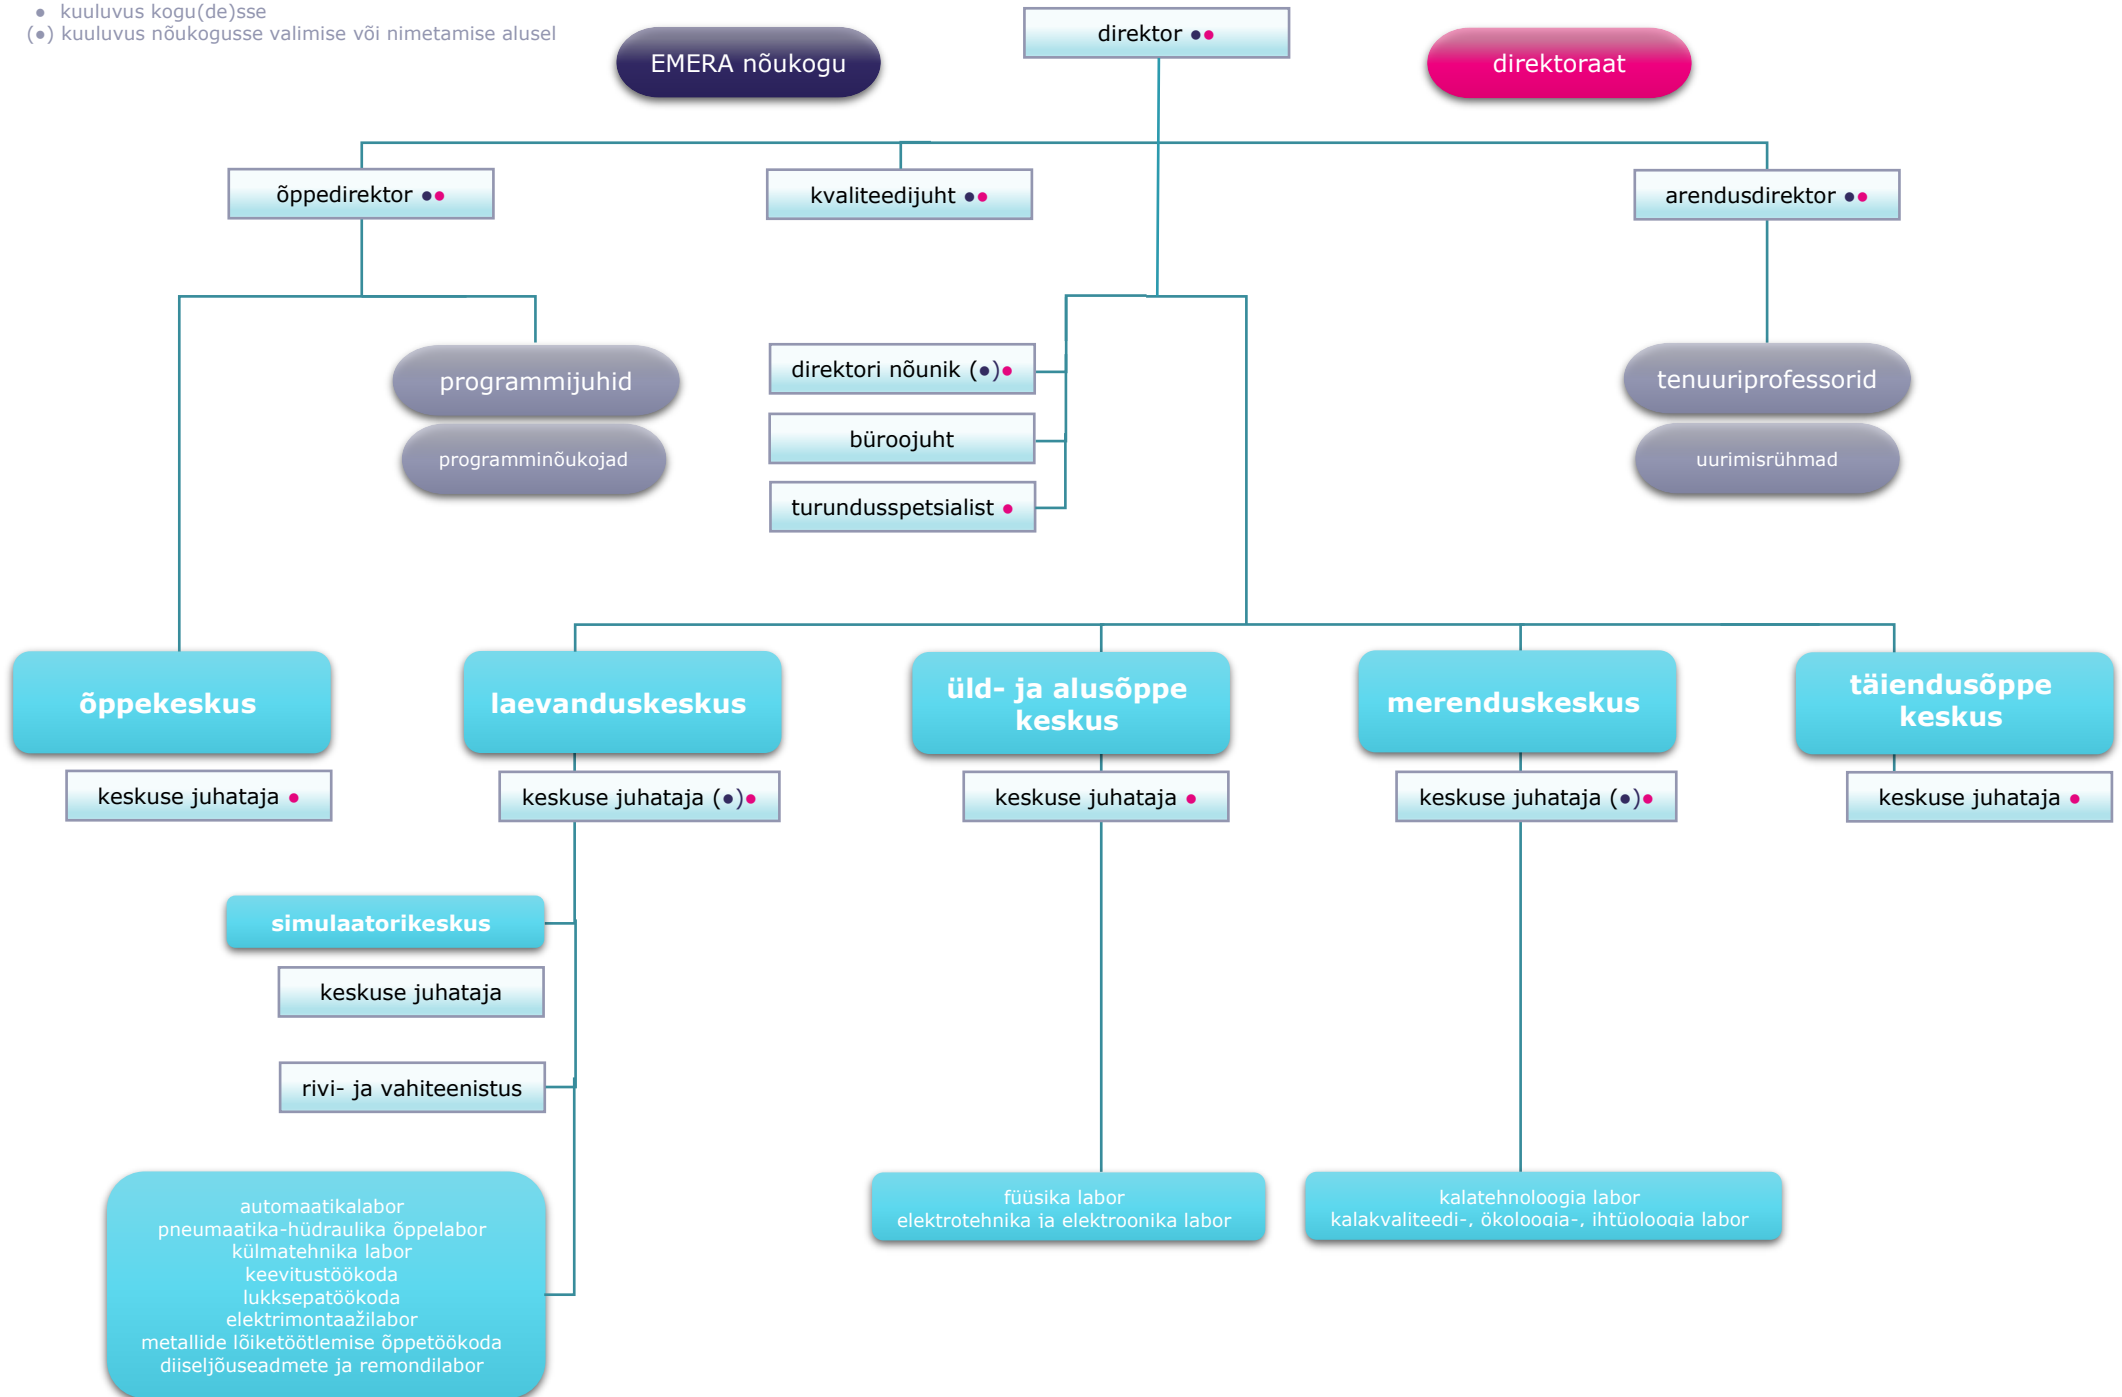 ● kuuluvus kogu(de)sse
(●) kuuluvus nõukogusse valimise või nimetamise alusel
direktor ●●
EMERA nõukogu
direktoraat
õppedirektor ●●
kvaliteedijuht ●●
arendusdirektor ●●
programmijuhid
programminõukojad
direktori nõunik (●)●
büroojuht
turundusspetsialist ●
tenuuriprofessorid
uurimisrühmad
õppekeskus
laevanduskeskus
üld- ja alusõppe
keskus
merenduskeskus
täiendusõppe
keskus
keskuse juhataja ●
keskuse juhataja (●)●
keskuse juhataja ●
keskuse juhataja (●)●
keskuse juhataja ●
simulaatorikeskus
keskuse juhataja
rivi- ja vahiteenistus
automaatikalabor
pneumaatika-hüdraulika õppelabor
külmatehnika labor
keevitustöökoda
lukksepatöökoda
elektrimontaažilabor
metallide lõiketöötlemise õppetöökoda
diiseljõuseadmete ja remondilabor
füüsika labor
elektrotehnika ja elektroonika labor
kalatehnoloogia labor
kalakvaliteedi-, ökoloogia-, ihtüoloogia labor